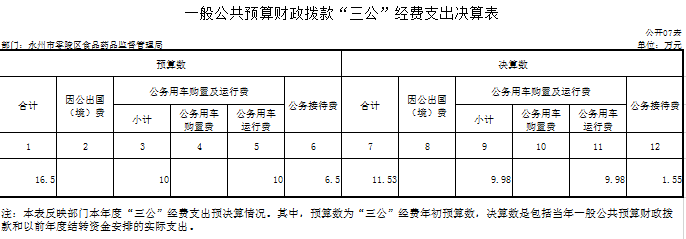 一般公共预算财政拨款“三公”经费支出决算表
公开07表
部门：永州市零陵区食品药品监督管理局 单位：万元
预算数 决算数
合计 因公出国（境）费 公务用车购置及运行费 公务接待费 合计 因公出国（境）费 公务用车购置及运行费 公务接待费
小计 公务用车购置费 公务用车运行费 小计 公务用车购置费 公务用车运行费
1 2 3 4 5 6 7 8 9 10 11 12
16.5 10 10 6.5 11.53 9.98 9.98 1.55
注：本表反映部门本年度“三公”经费支出预决算情况。其中，预算数为“三公”经费年初预算数，决算数是包括当年一般公共预算财政拨
款和以前年度结转资金安排的实际支出。